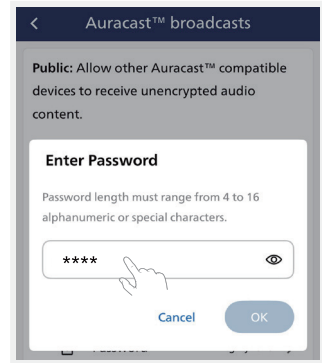 Auracast™ broadcasts
Public: Allow other Auracast™ compatible
devices to receive unencrypted audio
content.
Enter Password
Password length must range from 4 to 16
alphanumeric or special characters.
****
Cancel OK